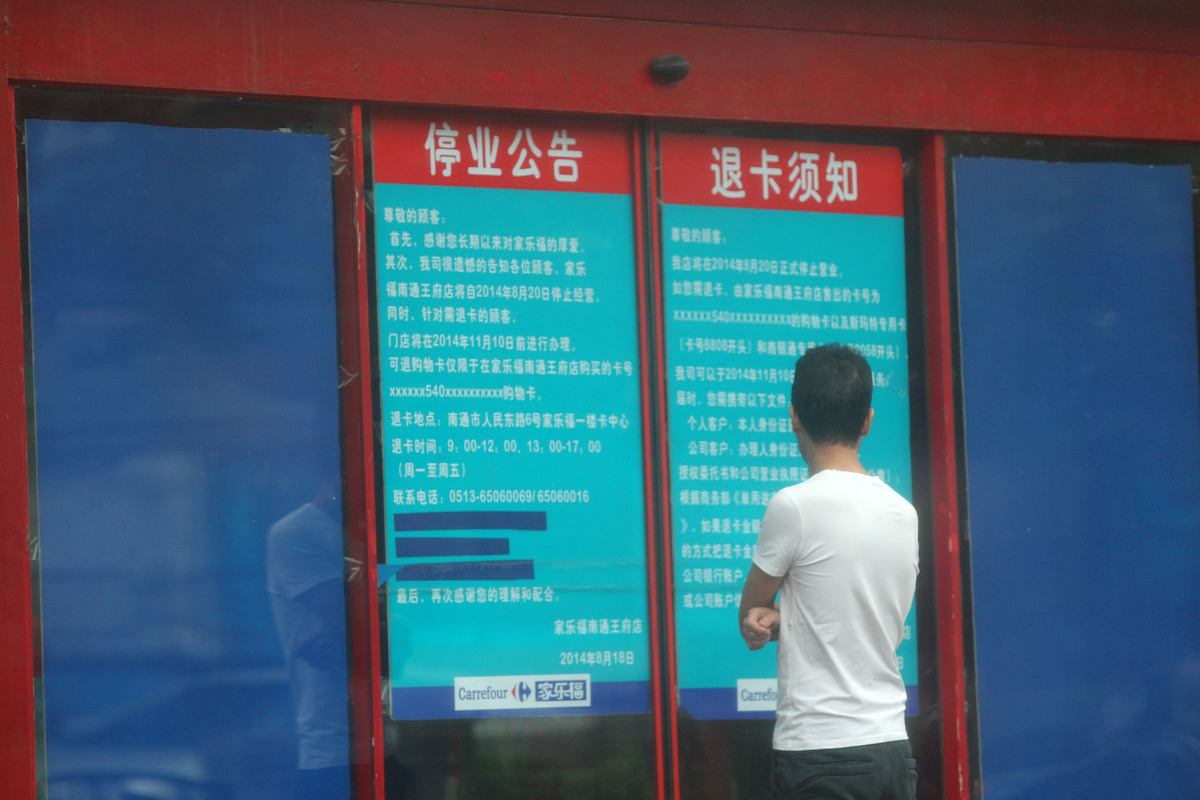 停业公告
尊敬的顾客：
首先，感谢您长期以来对家乐福的厚爱。
其次，我司很遗憾的告知各位顾客，家乐
福南通王府店将自2014年8月20日停止经营。
同时，针对需退卡的顾客，
门店将在2014年11月10日前进行办理。
可退购物卡仅限于在家乐福南通王府店购买的卡号
xxxxxx540xxxxxxxxxx购物卡。
退卡地点：南通市人民东路6号家乐福一楼卡中心
退卡时间：9：00-12：00、13：00-17：00
（周一至周五）
联系电话：0513-65060069/ 65060016
最后，再次感谢您的理解和配合。
家乐福南通王府店
2014年8月18日
Carrefour 家乐福
退卡须知
尊敬的顾客：
我店将在2014年8月20日正式停止营业。
如您需退卡，由家乐福南通王府店售出的卡号为
xxxxxx540xxxxxxxxxx的购物卡以及斯玛特专用卡
（卡号8808开头）和南银通专 058开头）.
我司可以于2014年11月10日 务。
届时，您需携带以下文件
个人客户：本人身份证
公司客户：办理人身份证
授权委托书和公司营业执照
根据商务部《单用途
》，如果退卡金额
的方式把退卡金
公司银行账户
或公司账户信
店
日
Carrefo